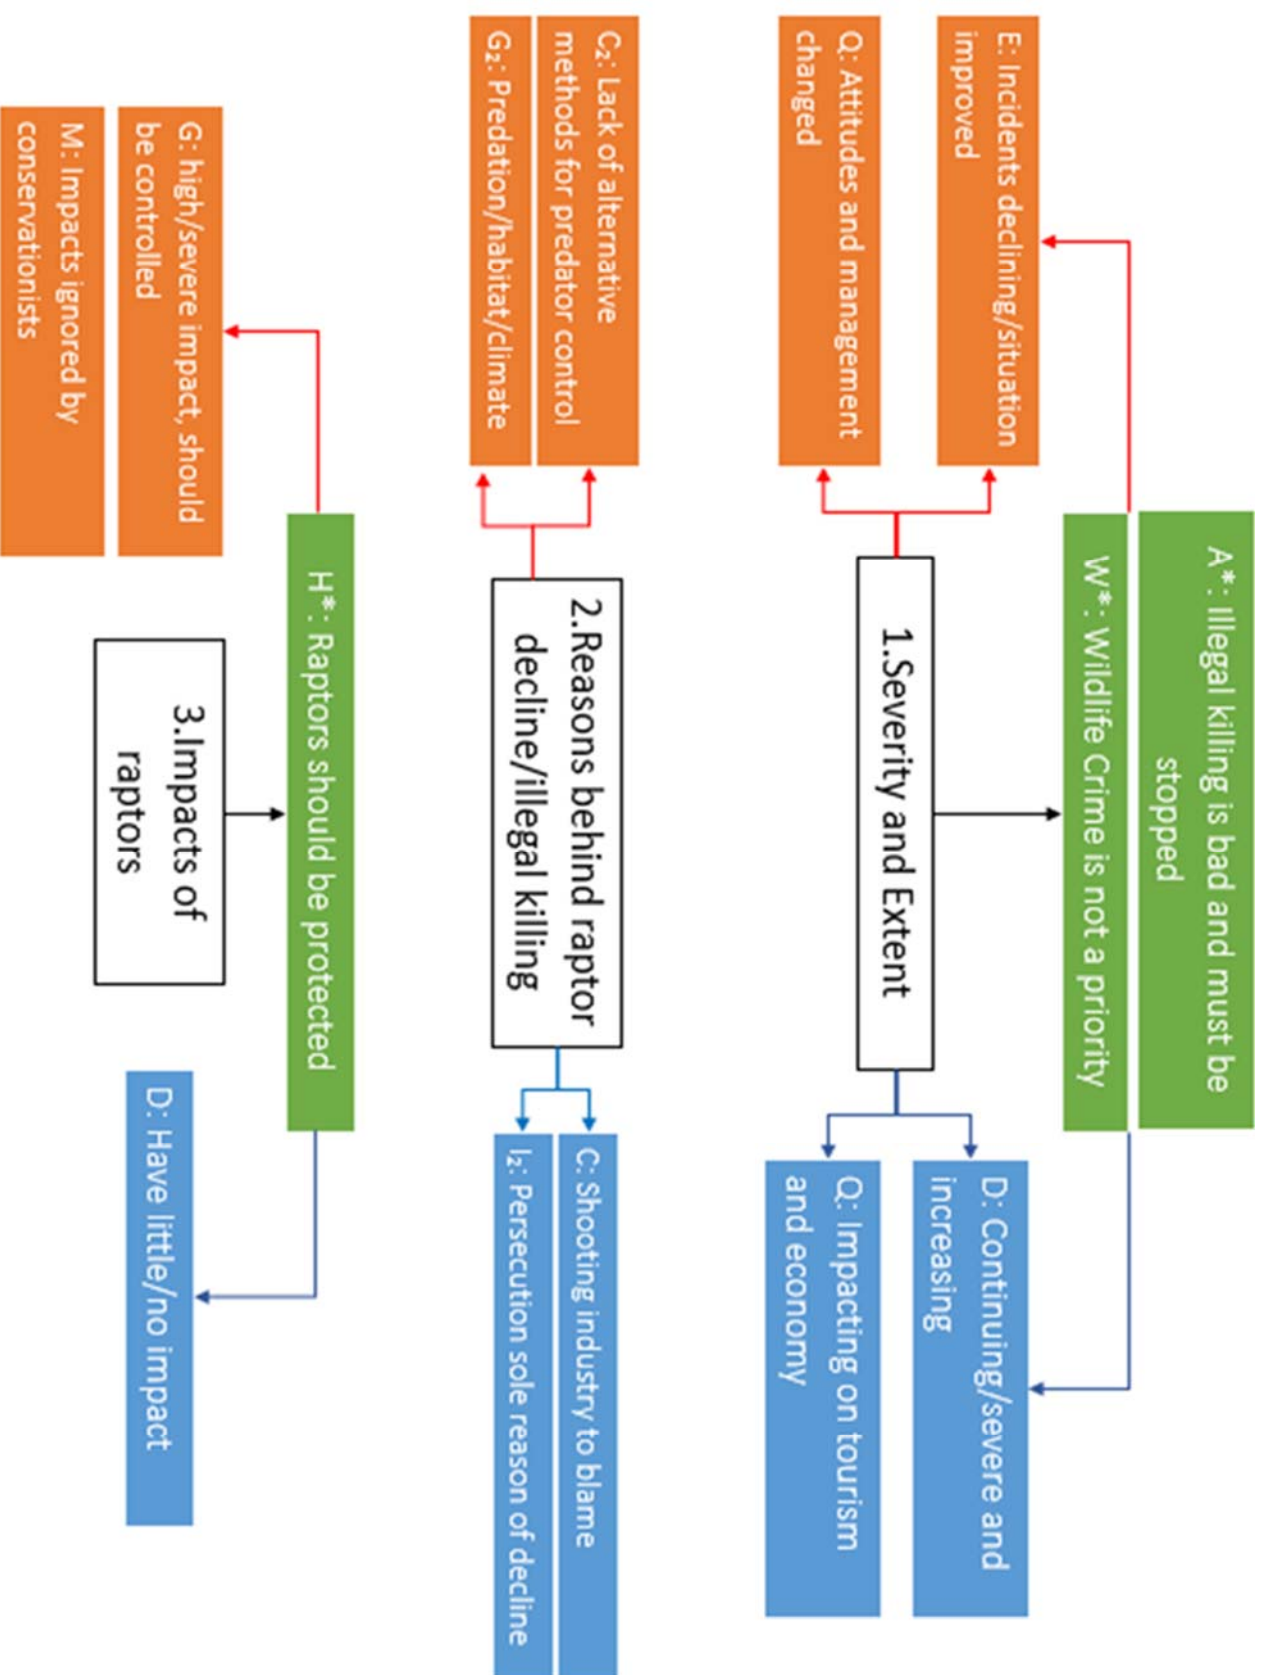 A*: Illegal killing is bad and must be
stopped
W*: Wildlife Crime is not a priority
E: Incidents declining/situation
improved
Q: Attitudes and management
changed
1.Severity and Extent
D: Continuing/severe and
increasing
Q: Impacting on tourism
and economy
C₂: Lack of alternative
methods for predator control
G₂: Predation/habitat/climate
2.Reasons behind raptor
decline/illegal killing
C: Shooting industry to blame
I₂: Persecution sole reason of decline
H*: Raptors should be protected
G: high/severe impact, should
be controlled
M: Impacts ignored by
conservationists
3.Impacts of
raptors
D: Have little/no impact